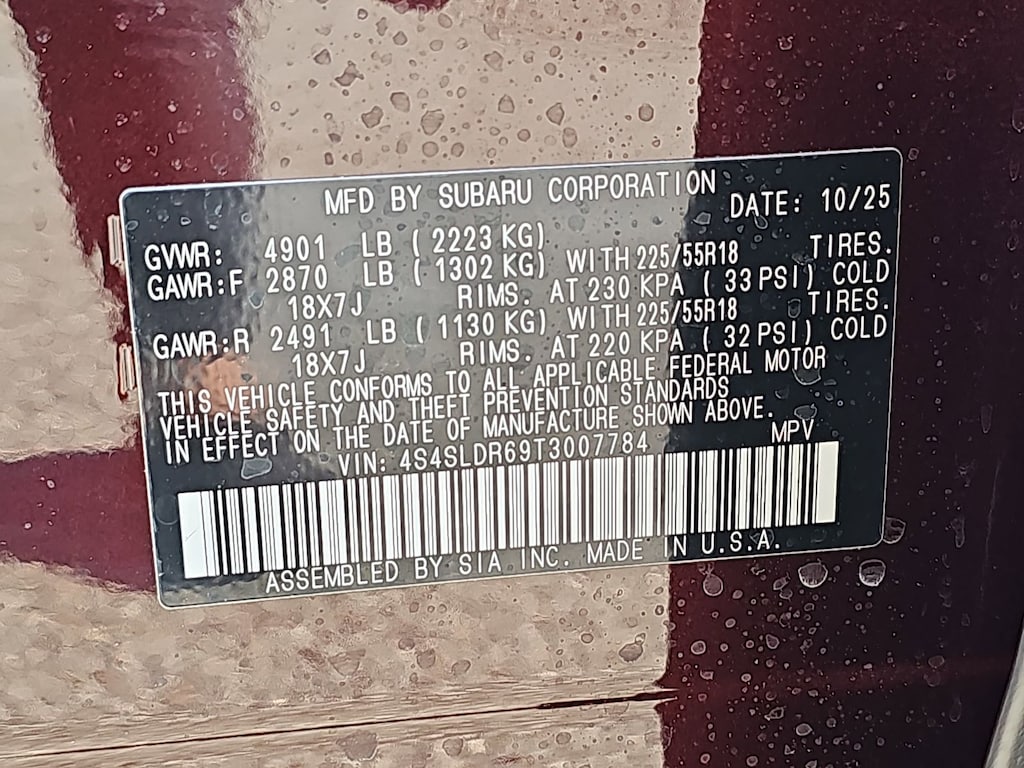 MFD BY SUBARU CORPORATION
DATE: 10/25
GVWR: 4901 LB (2223 KG)
GAWR:F 2870 LB (1302 KG) WITH 225/55R18 TIRES.
18X7J RIMS. AT 230 KPA (33 PSI) COLD
GAWR:R 2491 LB (1130 KG) WITH 225/55R18 TIRES.
18X7J RIMS. AT 220 KPA (32 PSI) COLD
THIS VEHICLE CONFORMS TO ALL APPLICABLE FEDERAL MOTOR
VEHICLE SAFETY AND THEFT PREVENTION STANDARDS
IN EFFECT ON THE DATE OF MANUFACTURE SHOWN ABOVE.
VIN: 4S4SLDR69T3007784 MPV
ASSEMBLED BY SIA INC. MADE IN U.S.A.